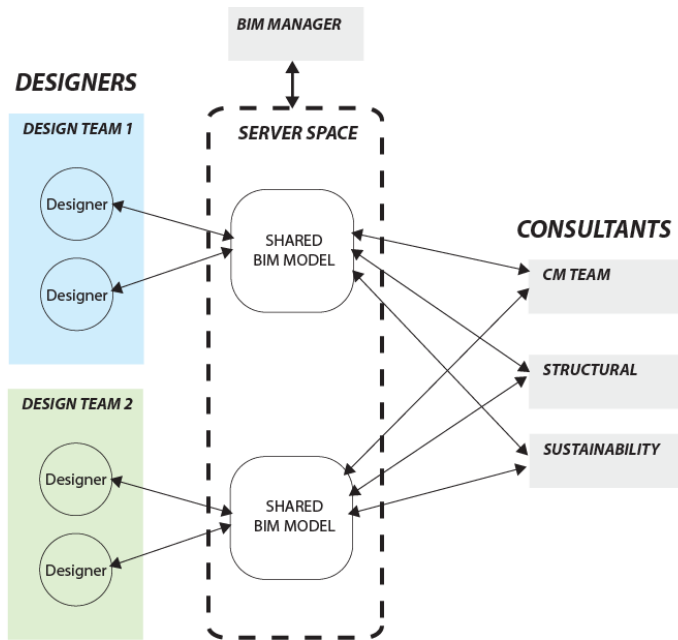 BIM MANAGER
DESIGNERS
DESIGN TEAM 1
Designer
Designer
SERVER SPACE
SHARED
BIM MODEL
CONSULTANTS
CM TEAM
STRUCTURAL
SUSTAINABILITY
DESIGN TEAM 2
Designer
Designer
SHARED
BIM MODEL